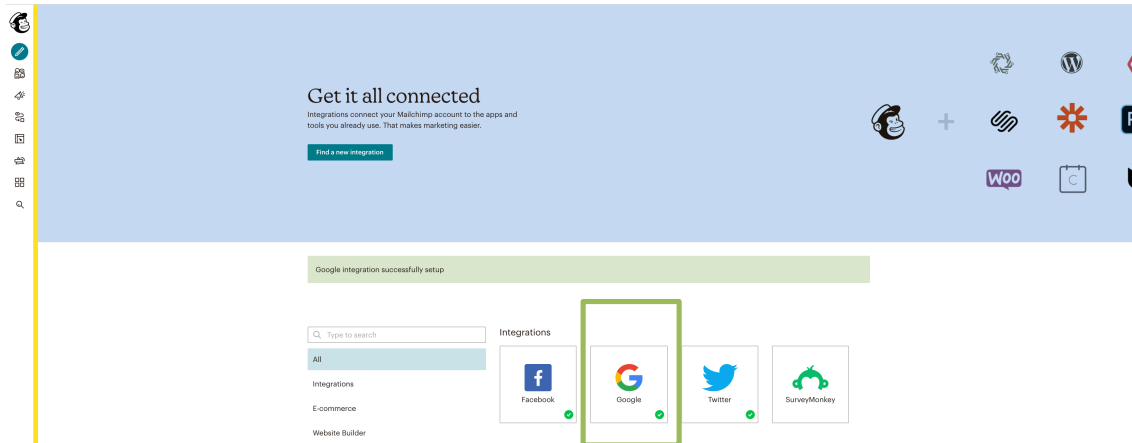 Get it all connected
Integrations connect your Mailchimp account to the apps and
tools you already use. That makes marketing easier.
Find a new integration
WOO
C
Google integration successfully setup
Type to search
All
Integrations
E-commerce
Website Builder
Integrations
Facebook
Google
Twitter
SurveyMonkey